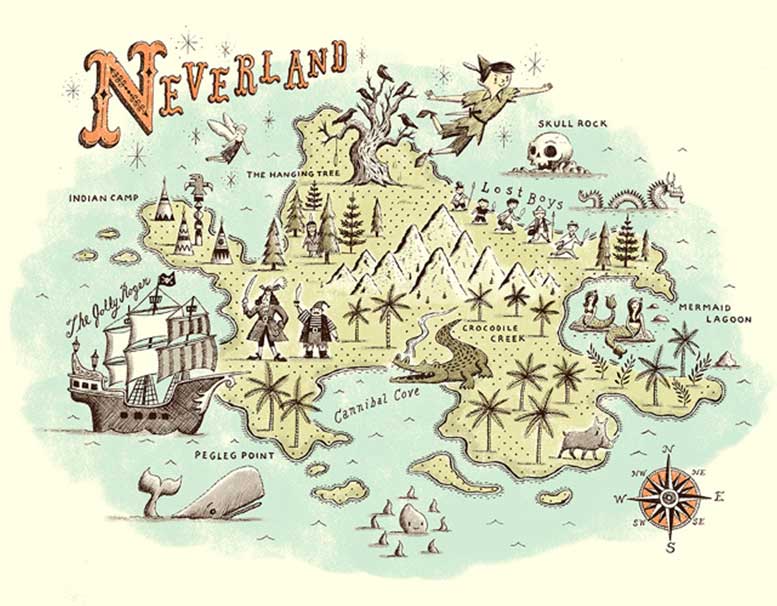 NEVERLAND
SKULL ROCK
THE HANGING TREE
Lost Boys
INDIAN CAMP
The Jolly Roger
MERMAID
LAGOON
CROCODILE
CREEK
Cannibal Cove
PEGLEG POINT
N
NW
NE
W
E
SW
SE
S